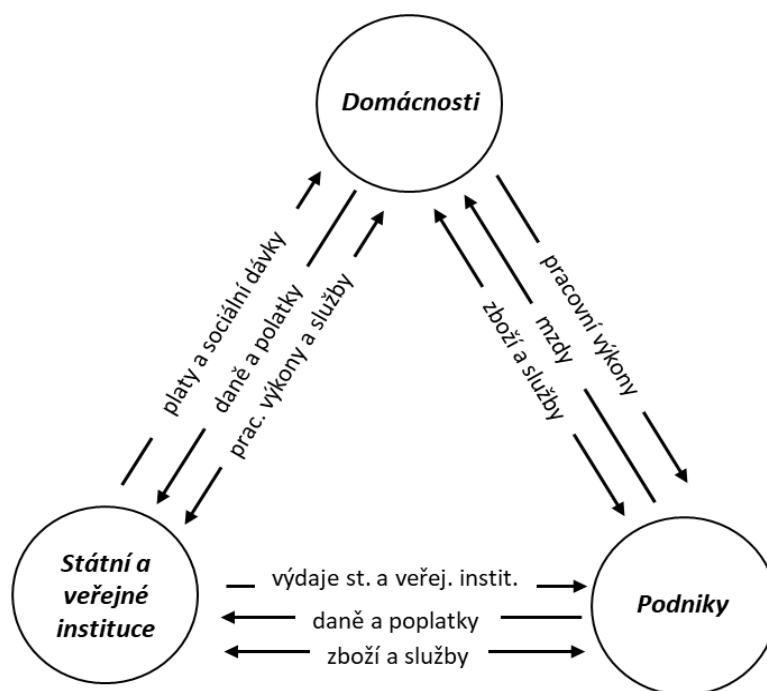 Domácnosti
platy a sociální dávky
daně a polatky
prac. výkony a služby
zboží a služby
mzdy
pracovní výkony
Státní a
veřejné
instituce
výdaje st. a veřej. instit.
daně a poplatky
zboží a služby
Podniky